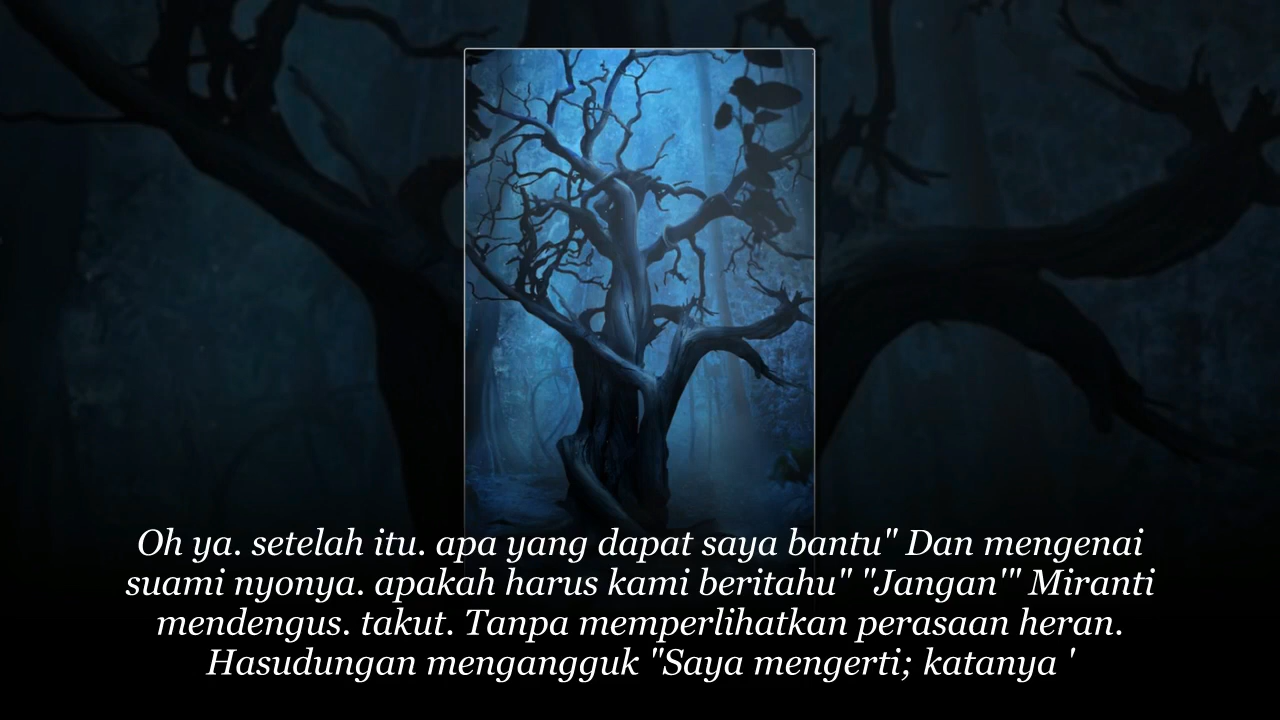 Oh ya. setelah itu. apa yang dapat saya bantu" Dan mengenai
suami nyonya. apakah harus kami beritahu" "Jangan'" Miranti
mendengus. takut. Tanpa memperlihatkan perasaan heran.
Hasudungan mengangguk "Saya mengerti; katanya '